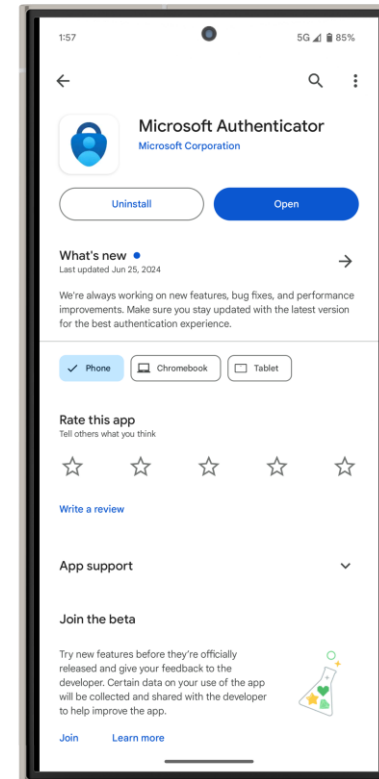 1:57
5G 85%
Microsoft Authenticator
Microsoft Corporation
Uninstall
Open
What's new
Last updated Jun 25, 2024
We're always working on new features, bug fixes, and performance
improvements. Make sure you stay updated with the latest version
for the best authentication experience.
Phone
Chromebook
Tablet
Rate this app
Tell others what you think
Write a review
App support
Join the beta
Try new features before they're officially
released and give your feedback to the
developer. Certain data on your use of the app
will be collected and shared with the developer
to help improve the app.
Join
Learn more